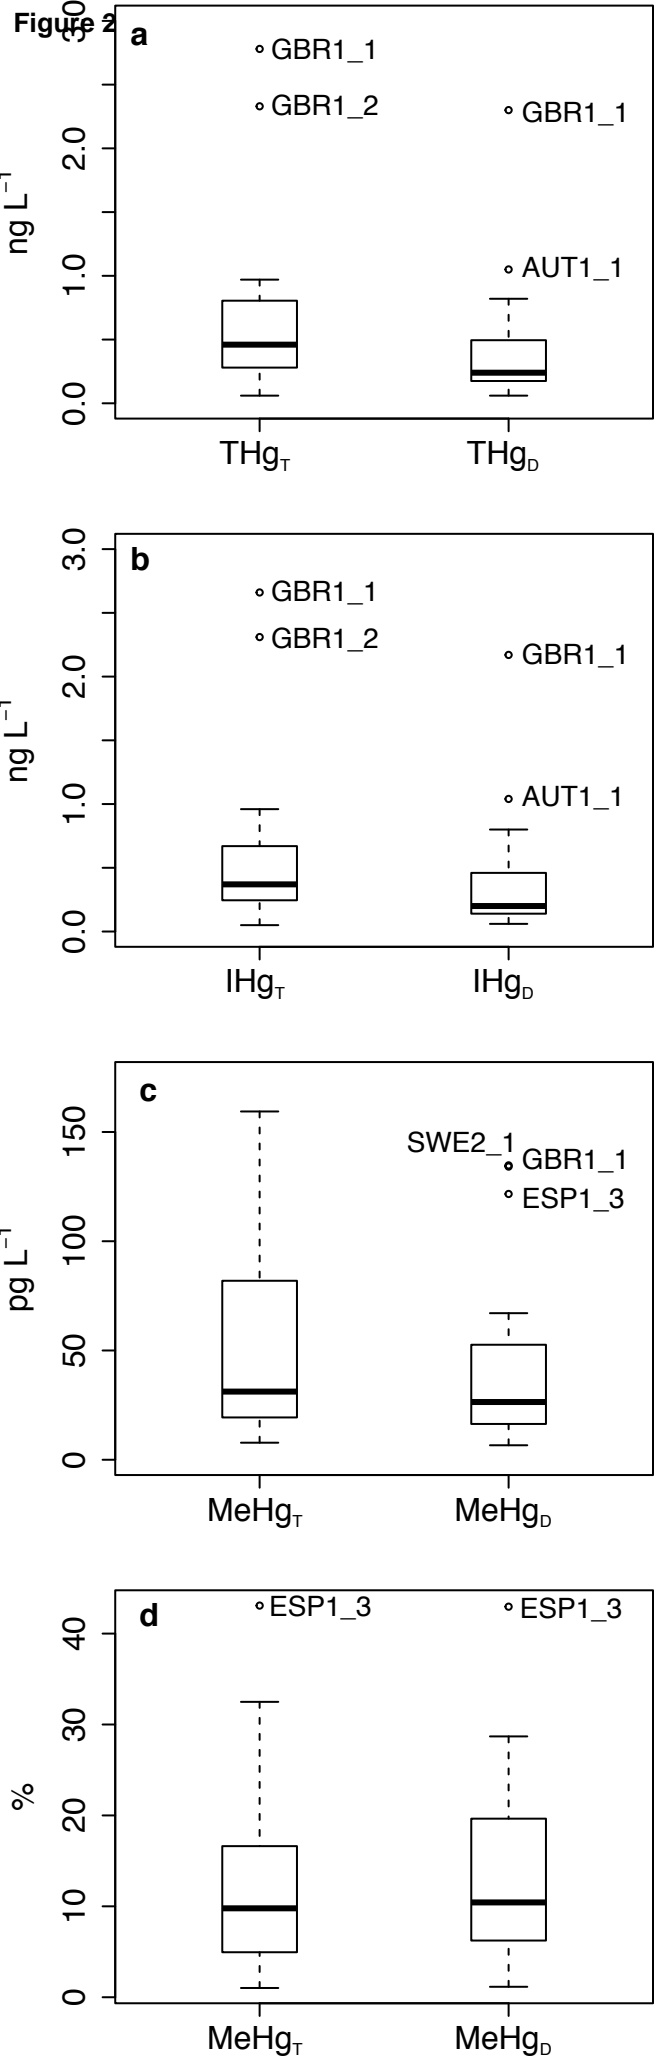 Figure 2
a
3.0
GBR1_1
GBR1_2
GBR1_1
2.0
ng L⁻¹
AUT1_1
1.0
0.0
THgT
THgD
b
3.0
GBR1_1
GBR1_2
GBR1_1
2.0
ng L⁻¹
AUT1_1
1.0
0.0
IHgT
IHgD
c
150
SWE2_1
GBR1_1
ESP1_3
100
pg L⁻¹
50
0
MeHgT
MeHgD
d
ESP1_3
ESP1_3
40
30
%
20
10
0
MeHgT
MeHgD